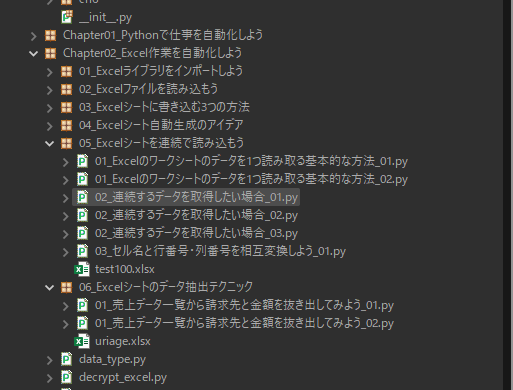 __init__.py
Chapter01_Pythonで仕事を自動化しよう
Chapter02_Excel作業を自動化しよう
01_Excelライブラリをインポートしよう
02_Excelファイルを読み込もう
03_Excelシートに書き込む3つの方法
04_Excelシート自動生成のアイデア
05_Excelシートを連続で読み込もう
01_Excelのワークシートのデータを1つ読み取る基本的な方法_01.py
01_Excelのワークシートのデータを1つ読み取る基本的な方法_02.py
02_連続するデータを取得したい場合_01.py
02_連続するデータを取得したい場合_02.py
02_連続するデータを取得したい場合_03.py
03_セル名と行番号・列番号を相互変換しよう_01.py
test100.xlsx
06_Excelシートのデータ抽出テクニック
01_売上データ一覧から請求先と金額を抜き出してみよう_01.py
01_売上データ一覧から請求先と金額を抜き出してみよう_02.py
uriage.xlsx
data_type.py
decrypt_excel.py